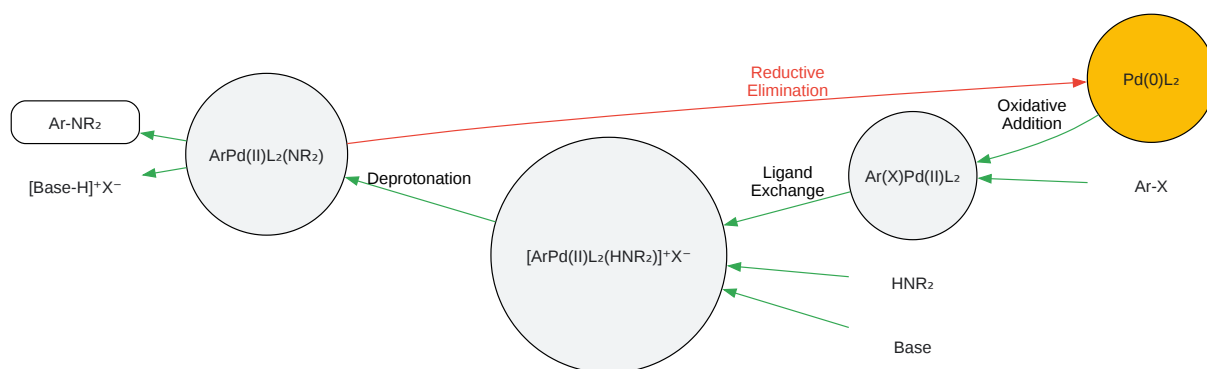 Reductive
Elimination
Pd(0)L₂
Ar-NR₂
Oxidative
Addition
ArPd(II)L₂(NR₂)
Deprotonation
Ligand
Exchange
Ar(X)Pd(II)L₂
[Base-H]⁺X⁻
Ar-X
[ArPd(II)L₂(HNR₂)]⁺X⁻
HNR₂
Base